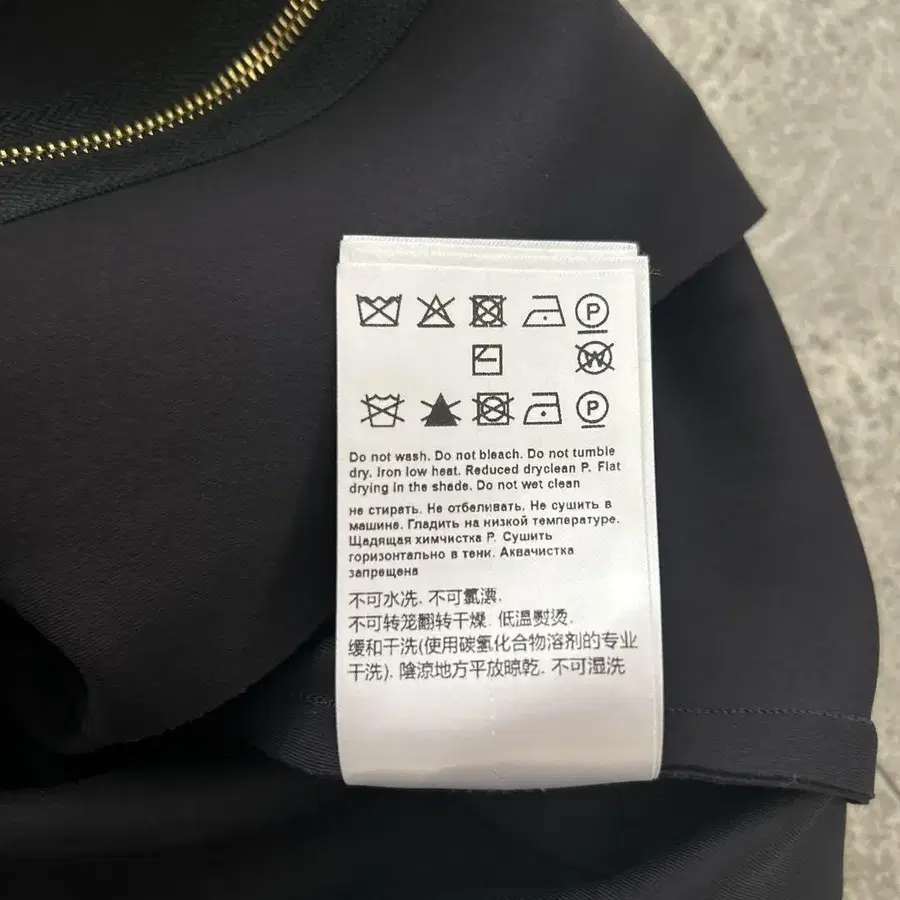 P
W
P
Do not wash. Do not bleach. Do not tumble
dry. Iron low heat. Reduced dryclean P. Flat
drying in the shade. Do not wet clean
не стирать. Не отбеливать. Не сушить в
машине. Гладить на низкой температуре.
Щадящая химчистка P. Сушить
горизонтально в тени. Аквачистка
запрещена
不可水洗. 不可氯漂.
不可转笼翻转干燥. 低温熨烫.
缓和干洗(使用碳氢化合物溶剂的专业
干洗). 陰涼地方平放晾乾. 不可湿洗